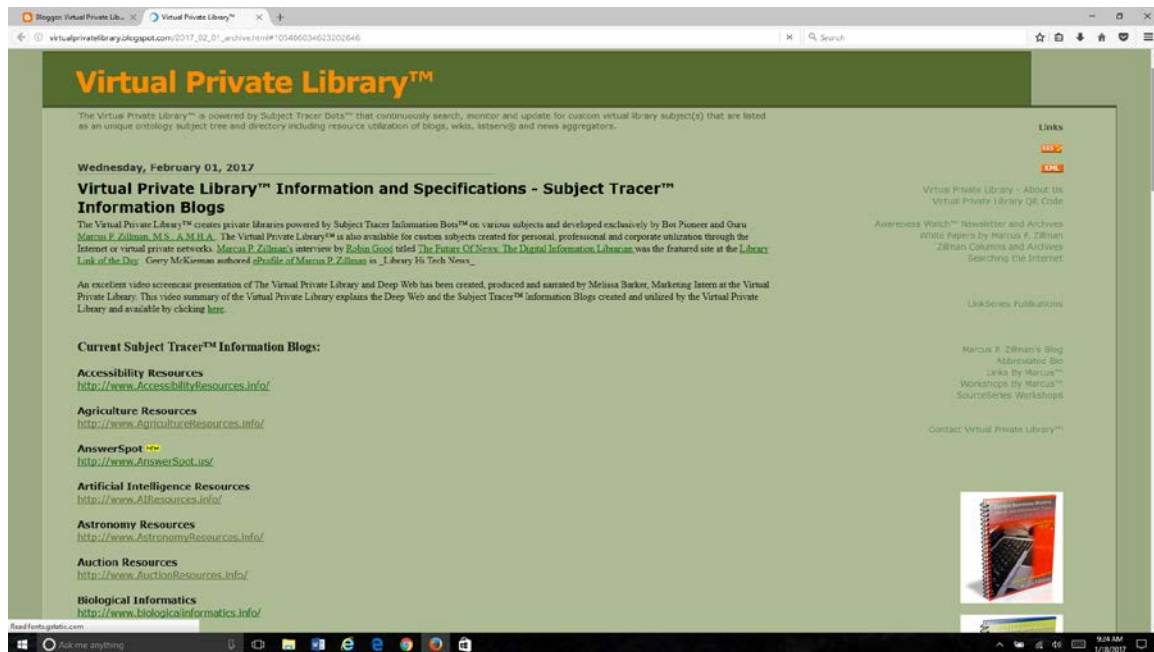 Blogger: Virtual Private Lib...
Virtual Private Library™
virtualprivatelibrary.blogspot.com/2017_02_01_archive.html#105486034623202646
Search
Virtual Private Library™
The Virtual Private Library™ is powered by Subject Tracer Bots™ that continuously search, monitor and update for custom virtual library subject(s) that are listed
as an unique ontology subject tree and directory including resource utilization of blogs, wikis, listserv® and news aggregators.
Wednesday, February 01, 2017
Virtual Private Library™ Information and Specifications - Subject Tracer™
Information Blogs
The Virtual Private Library™ creates private libraries powered by Subject Tracer Information Bots™ on various subjects and developed exclusively by Bot Pioneer and Guru
Marcus P. Zillman, M.S., A.M.H.A. The Virtual Private Library™ is also available for custom subjects created for personal, professional and corporate utilization through the
Internet or virtual private networks. Marcus P. Zillman's interview by Robin Good titled The Future Of News: The Digital Information Librarian was the featured site at the Library
Link of the Day. Gerry McKiernan authored eProfile of Marcus P. Zillman in _Library Hi Tech News_
An excellent video screencast presentation of The Virtual Private Library and Deep Web has been created, produced and narrated by Melissa Barker, Marketing Intern at the Virtual
Private Library. This video summary of the Virtual Private Library explains the Deep Web and the Subject Tracer™ Information Blogs created and utilized by the Virtual Private
Library and available by clicking here.
Current Subject Tracer™ Information Blogs:
Accessibility Resources
http://www.AccessibilityResources.info/
Agriculture Resources
http://www.AgricultureResources.info/
AnswerSpot NEW
http://www.AnswerSpot.us/
Artificial Intelligence Resources
http://www.AIResources.info/
Astronomy Resources
http://www.AstronomyResources.info/
Auction Resources
http://www.AuctionResources.info/
Biological Informatics
http://www.biologicalinformatics.info/
Links
RSS
XML
Virtual Private Library - About Us
Virtual Private Library QR Code
Awareness Watch™ Newsletter and Archives
White Papers by Marcus P. Zillman
Zillman Columns and Archives
Searching the Internet
LinkSeries Publications
Marcus P. Zillman's Blog
Abbreviated Bio
Links By Marcus™
Workshops By Marcus™
SourceSeries Workshops
Contact Virtual Private Library™
Read fonts.gstatic.com
Ask me anything
9:24 AM
1/18/2017